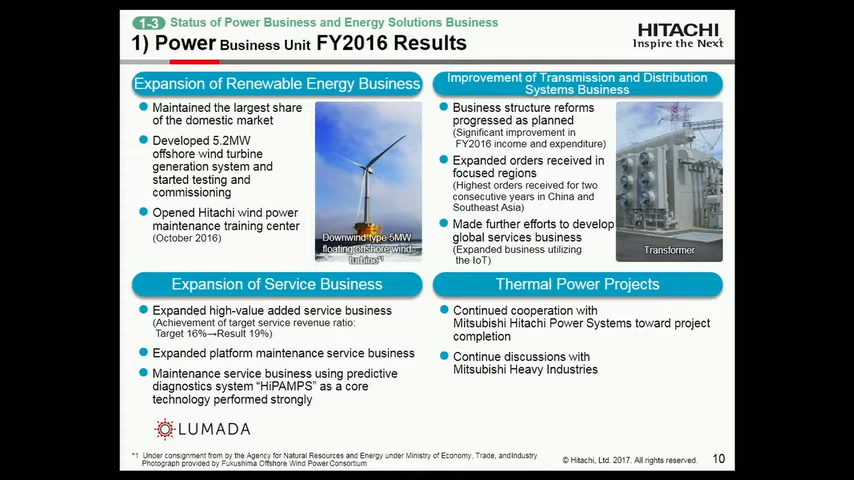 1-3 Status of Power Business and Energy Solutions Business
1) Power Business Unit FY2016 Results
HITACHI
Inspire the Next
Expansion of Renewable Energy Business
Maintained the largest share
of the domestic market
Developed 5.2MW
offshore wind turbine
generation system and
started testing and
commissioning
Opened Hitachi wind power
maintenance training center
(October 2016)
Downwind type 5MW
floating offshore wind
turbine*1
Improvement of Transmission and Distribution
Systems Business
Business structure reforms
progressed as planned
(Significant improvement in
FY2016 income and expenditure)
Expanded orders received in
focused regions
(Highest orders received for two
consecutive years in China and
Southeast Asia)
Made further efforts to develop
global services business
(Expanded business utilizing
the IoT)
Transformer
Expansion of Service Business
Expanded high-value added service business
(Achievement of target service revenue ratio:
Target 16%→Result 19%)
Expanded platform maintenance service business
Maintenance service business using predictive
diagnostics system “HiPAMPS” as a core
technology performed strongly
LUMADA
Thermal Power Projects
Continued cooperation with
Mitsubishi Hitachi Power Systems toward project
completion
Continue discussions with
Mitsubishi Heavy Industries
*1 Under consignment from by the Agency for Natural Resources and Energy under Ministry of Economy, Trade, andIndustry
Photograph provided by Fukushima Offshore Wind Power Consortium
© Hitachi, Ltd. 2017. All rights reserved. 10